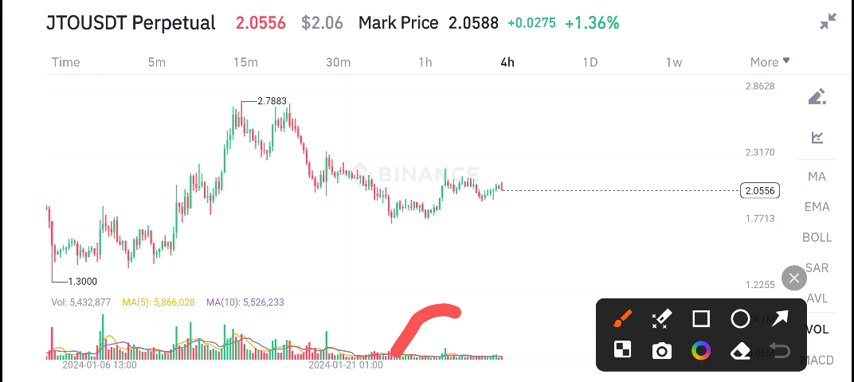 JTOUSDT Perpetual 2.0556 $2.06 Mark Price 2.0588 +0.0275 +1.36%
Time 5m 15m 30m 1h 4h 1D 1w More
2.8628
2.7883
2.3170
BINANCE
MA
2.0556
EMA
1.7713
BOLL
SAR
1.3000
1.2255
AVL
Vol: 5,432,877 MA(5): 5,866,028 MA(10): 5,526,233
VOL
MACD
2024-01-06 13:00 2024-01-21 01:00